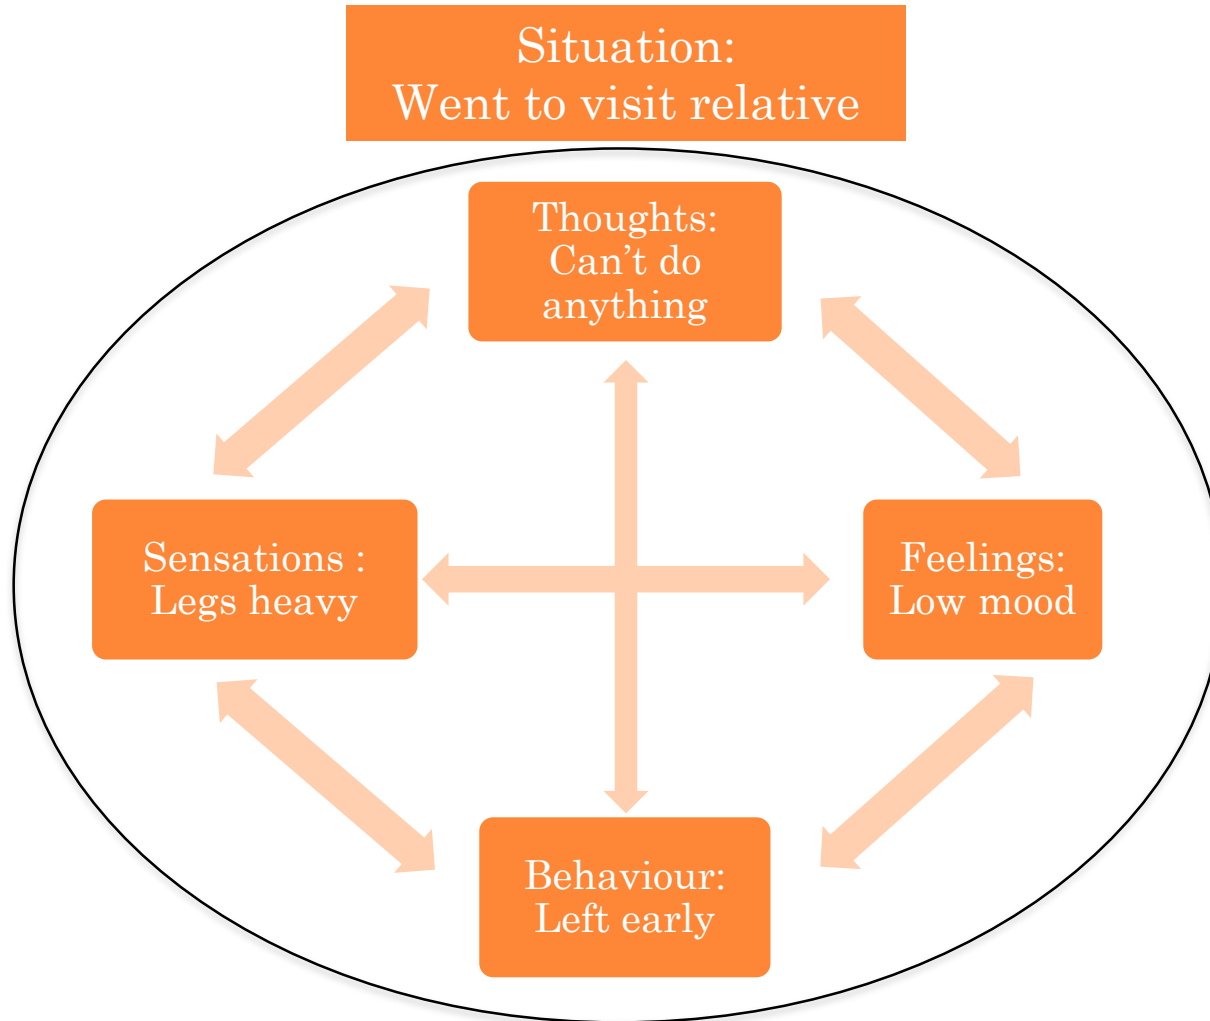 Situation:
Went to visit relative
Thoughts:
Can’t do
anything
Sensations :
Legs heavy
Feelings:
Low mood
Behaviour:
Left early